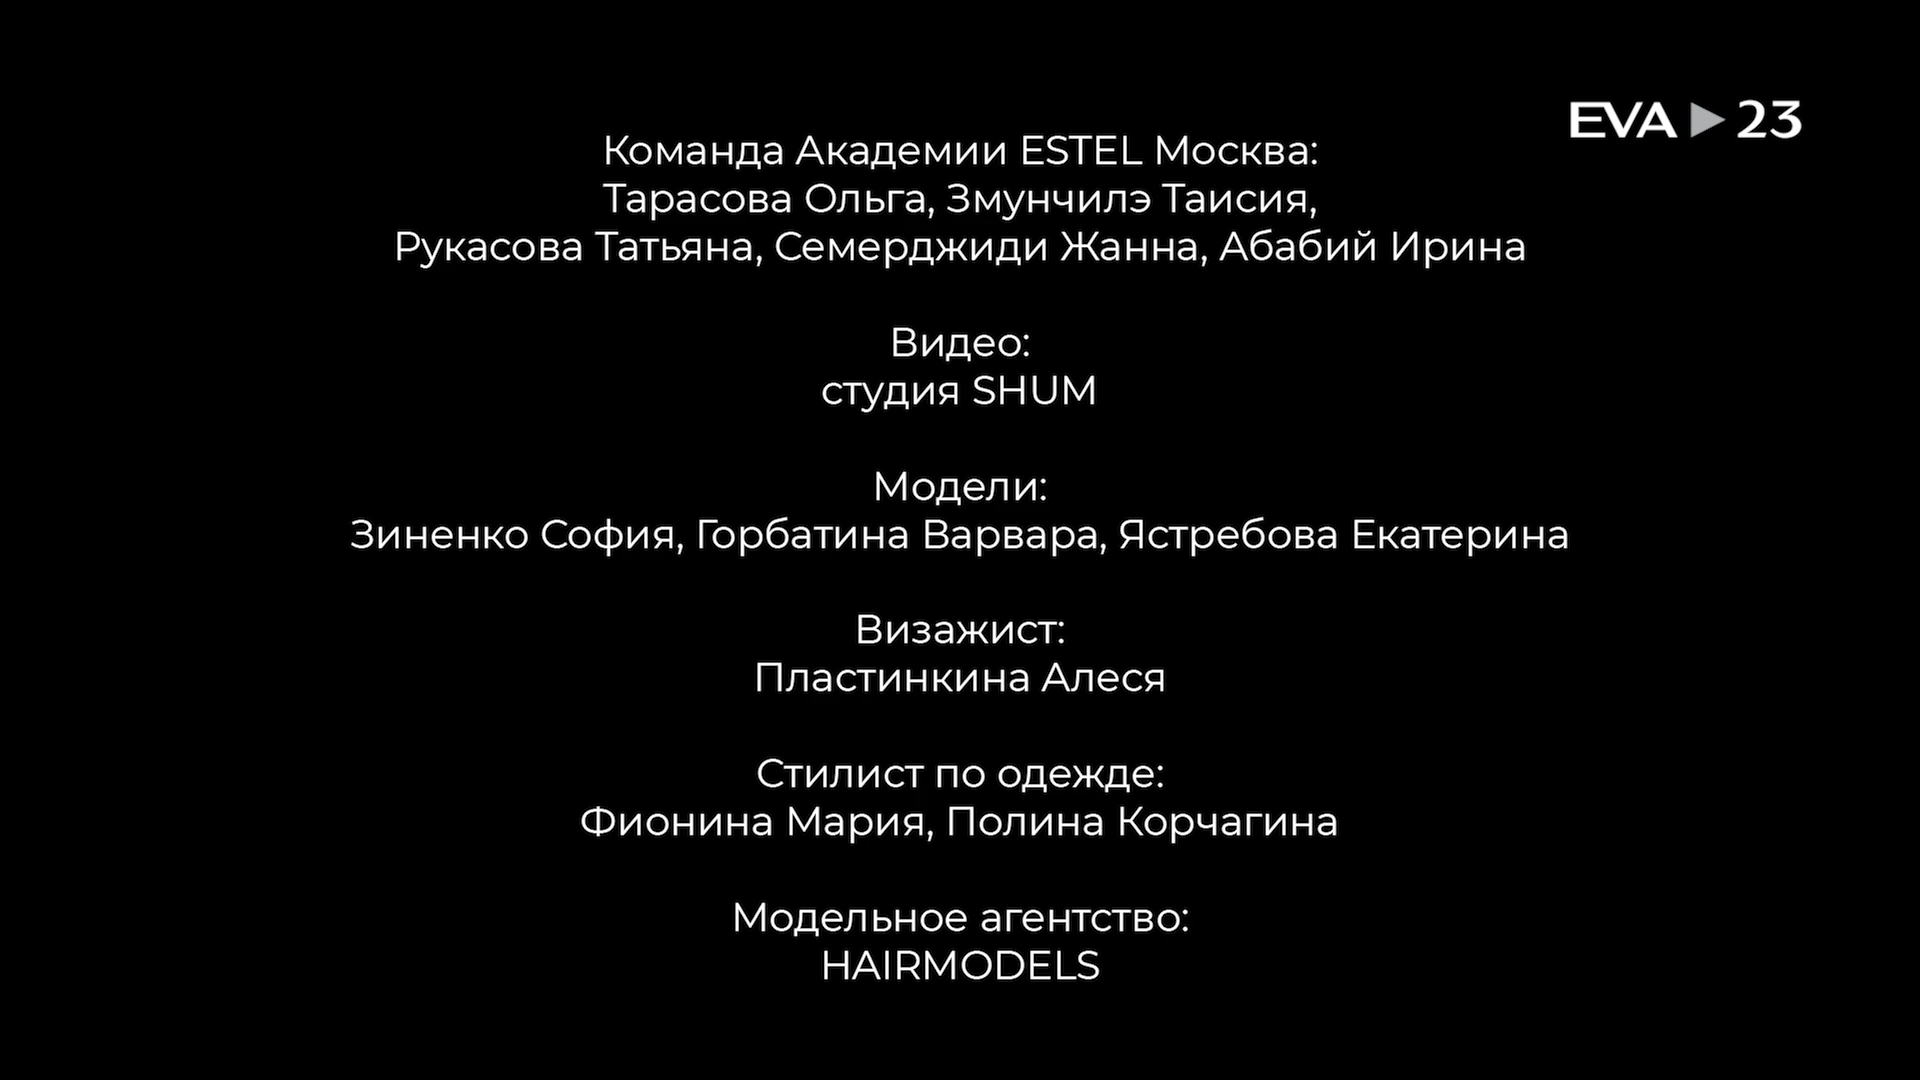 EVA 23
Команда Академии ESTEL Москва:
Тарасова Ольга, Змунчилэ Таисия,
Рукасова Татьяна, Семерджиди Жанна, Абабий Ирина
Видео:
студия SHUM
Модели:
Зиненко София, Горбатина Варвара, Ястребова Екатерина
Визажист:
Пластинкина Алеся
Стилист по одежде:
Фионина Мария, Полина Корчагина
Модельное агентство:
HAIRMODELS